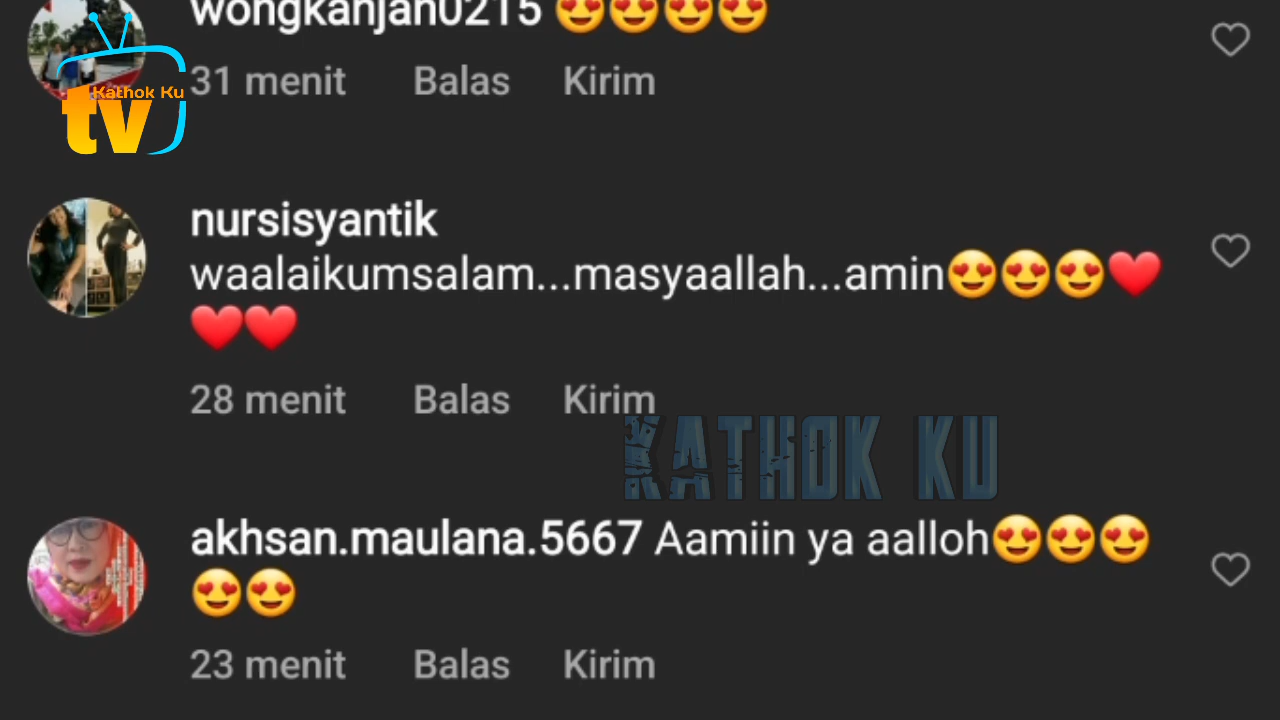 wongkanjan0215 😍😍😍😍
31 menit Balas Kirim
Kathok Ku
tv
nursisyantik
waalaikumsalam...masyaallah...amin😍😍😍❤️
❤️❤️
28 menit Balas Kirim
KATHOK KU
akhsan.maulana.5667 Aamiin ya aalloh😍😍😍
😍😍
23 menit Balas Kirim